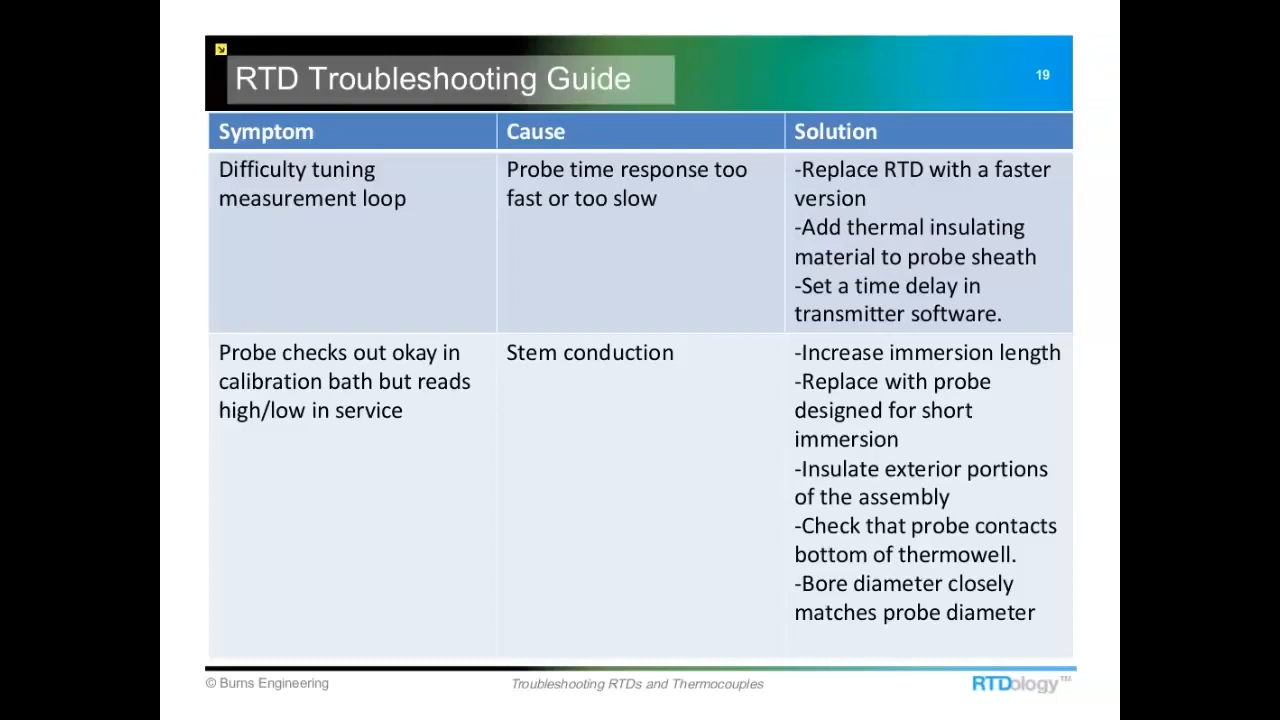 RTD Troubleshooting Guide
19
Symptom
Cause
Solution
Difficulty tuning
measurement loop
Probe time response too
fast or too slow
-Replace RTD with a faster
version
-Add thermal insulating
material to probe sheath
-Set a time delay in
transmitter software.
Probe checks out okay in
calibration bath but reads
high/low in service
Stem conduction
-Increase immersion length
-Replace with probe
designed for short
immersion
-Insulate exterior portions
of the assembly
-Check that probe contacts
bottom of thermowell.
-Bore diameter closely
matches probe diameter
© Burns Engineering
Troubleshooting RTDs and Thermocouples
RTDology™